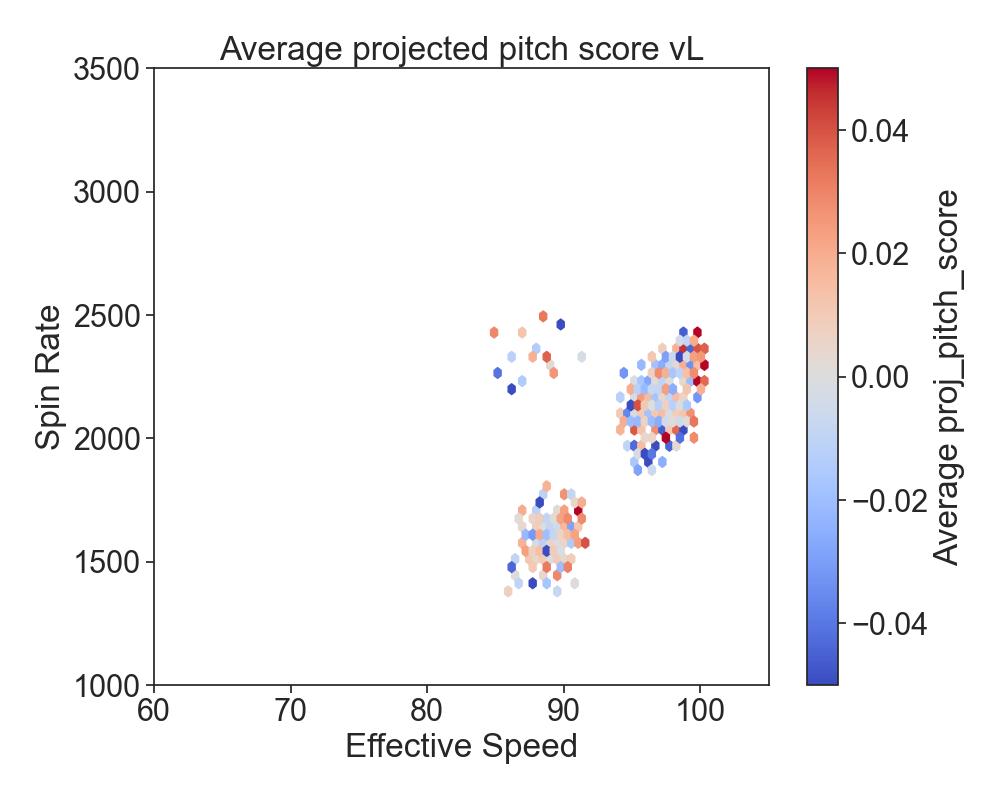 Average projected pitch score vL
3500
3000
2500
2000
1500
1000
Spin Rate
60 70 80 90 100
Effective Speed
0.04
0.02
0.00
−0.02
−0.04
Average proj_pitch_score